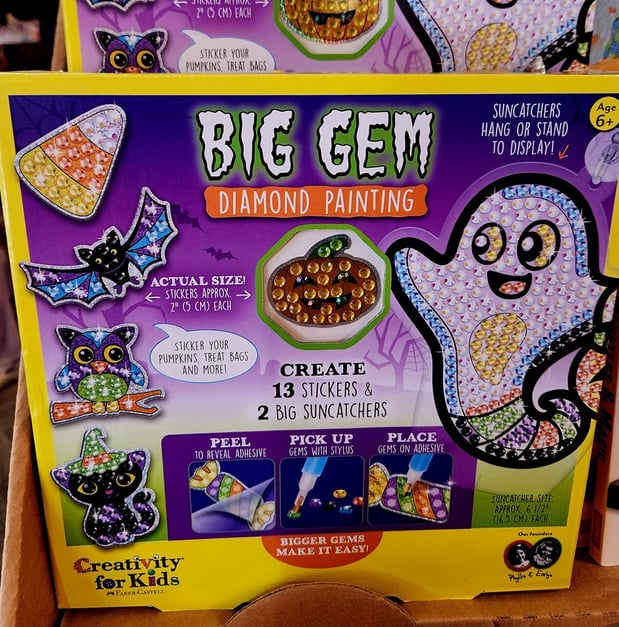 STICKERS APPROX.
2" (5 CM) EACH
STICKER YOUR
PUMPKINS, TREAT BAGS
BIG GEM
DIAMOND PAINTING
SUNCATCHERS
HANG OR STAND
TO DISPLAY!
Age
6+
ACTUAL SIZE!
STICKERS APPROX.
2" (5 CM) EACH
STICKER YOUR
PUMPKINS, TREAT BAGS
AND MORE!
CREATE
13 STICKERS &
2 BIG SUNCATCHERS
PEEL
TO REVEAL ADHESIVE
PICK UP
GEMS WITH STYLUS
PLACE
GEMS ON ADHESIVE
SUNCATCHER SIZE:
APPROX. 6 1/2"
(16.5 CM) EACH
BIGGER GEMS
MAKE IT EASY!
Creativity®
for Kids
FABER-CASTELL
Our founders
Phyllis & Evelyn